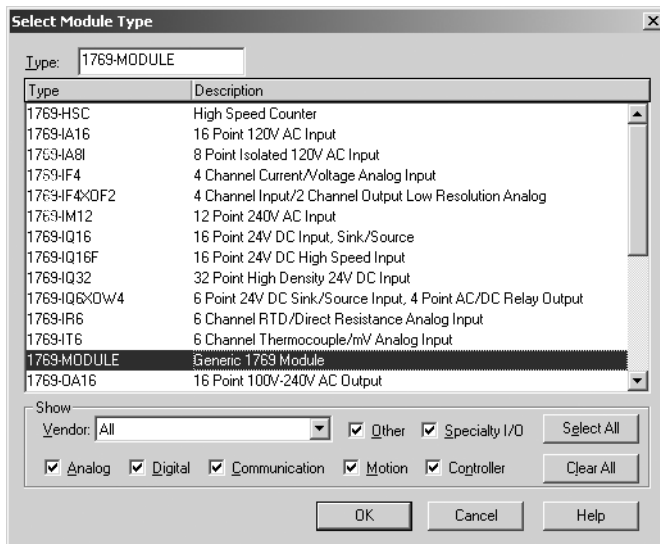 Select Module Type
Type: 1769-MODULE
Type Description
1769-HSC High Speed Counter
1769-IA16 16 Point 120V AC Input
1769-IA8I 8 Point Isolated 120V AC Input
1769-IF4 4 Channel Current/Voltage Analog Input
1769-IF4XOF2 4 Channel Input/2 Channel Output Low Resolution Analog
1769-IM12 12 Point 240V AC Input
1769-IQ16 16 Point 24V DC Input, Sink/Source
1769-IQ16F 16 Point 24V DC High Speed Input
1769-IQ32 32 Point High Density 24V DC Input
1769-IQ6XOW4 6 Point 24V DC Sink/Source Input, 4 Point AC/DC Relay Output
1769-IR6 6 Channel RTD/Direct Resistance Analog Input
1769-IT6 6 Channel Thermocouple/mV Analog Input
1769-MODULE Generic 1769 Module
1769-OA16 16 Point 100V-240V AC Output
Show
Vendor: All Other Specialty I/O Select All
Analog Digital Communication Motion Controller Clear All
OK Cancel Help